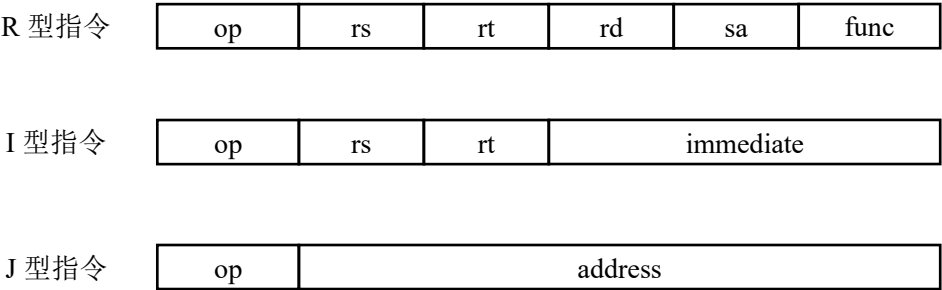 R 型指令 op rs rt rd sa func
I 型指令 op rs rt immediate
J 型指令 op address